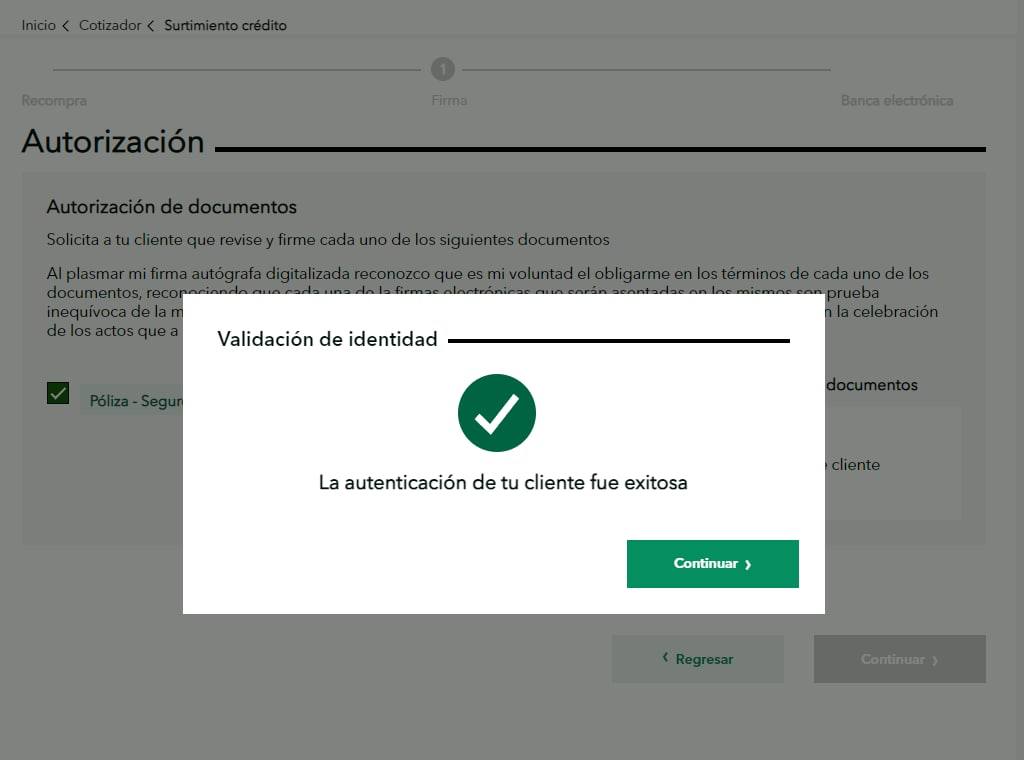 Inicio < Cotizador < Surtimiento crédito
1
Recompra Firma Banca electrónica
Autorización
Autorización de documentos
Solicita a tu cliente que revise y firme cada uno de los siguientes documentos
Al plasmar mi firma autógrafa digitalizada reconozco que es mi voluntad el obligarme en los términos de cada uno de los
documentos, reconociendo que cada una de la firmas electrónicas que serán asentadas en los mismos son prueba
inequívoca de la la celebración
de los actos que a
Validación de identidad
documentos
Póliza -
cliente
La autenticación de tu cliente fue exitosa
Continuar ›
‹ Regresar Continuar ›